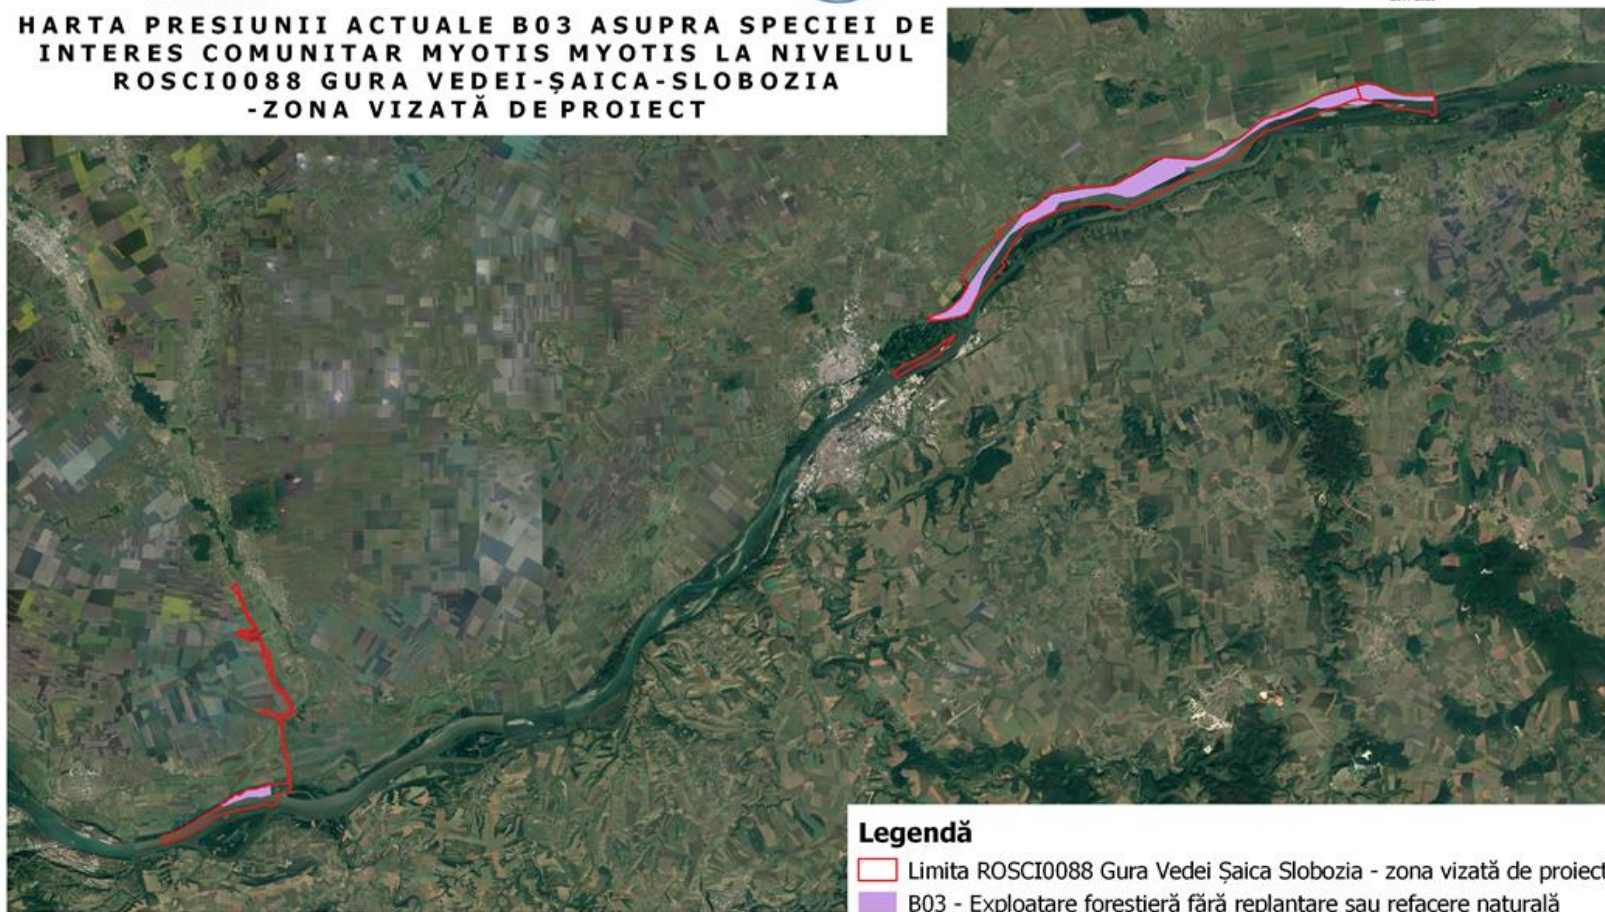 HARTA PRESIUNII ACTUALE B03 ASUPRA SPECIEI DE
INTERES COMUNITAR MYOTIS MYOTIS LA NIVELUL
ROSCI0088 GURA VEDEI-ȘAICA-SLOBOZIA
-ZONA VIZATĂ DE PROIECT
Legendă
Limita ROSCI0088 Gura Vedei Șaica Slobozia - zona vizată de proiect
B03 - Exploatare forestieră fără replantare sau refacere naturală